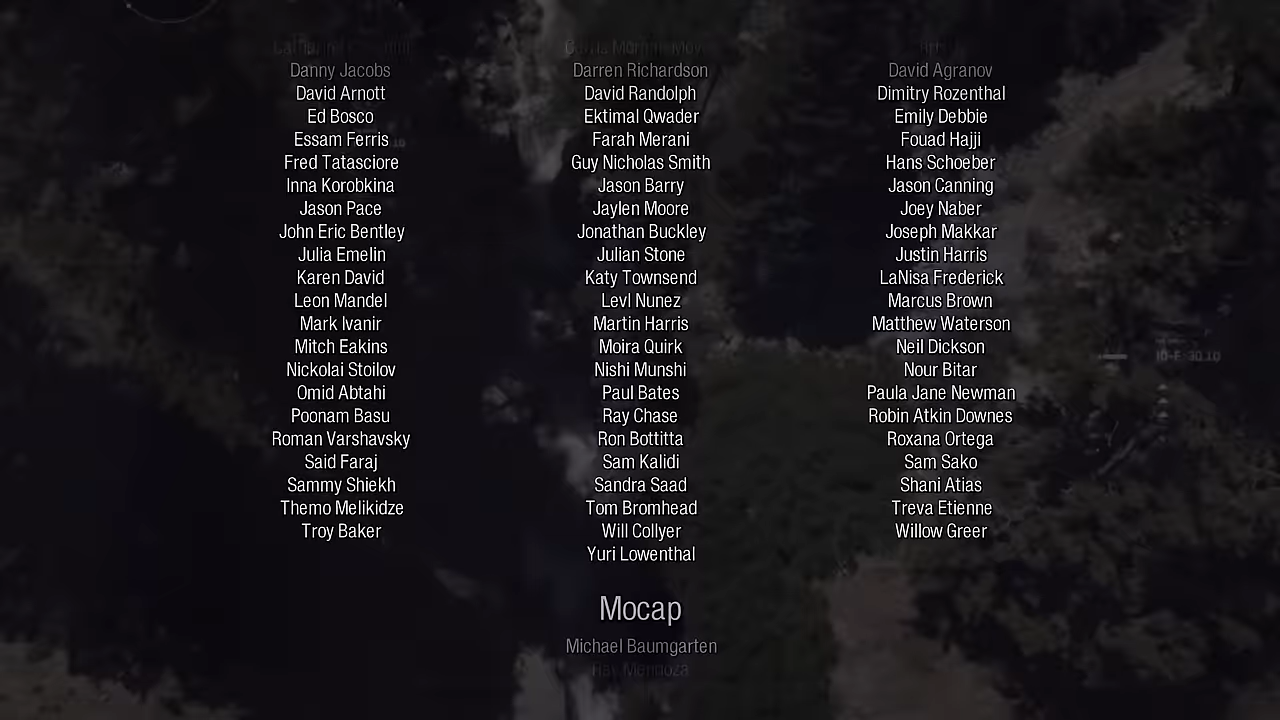 Danny Jacobs Darren Richardson David Agranov
David Arnott David Randolph Dimitry Rozenthal
Ed Bosco Ektimal Qwader Emily Debbie
Essam Ferris Farah Merani Fouad Hajji
Fred Tatasciore Guy Nicholas Smith Hans Schoeber
Inna Korobkina Jason Barry Jason Canning
Jason Pace Jaylen Moore Joey Naber
John Eric Bentley Jonathan Buckley Joseph Makkar
Julia Emelin Julian Stone Justin Harris
Karen David Katy Townsend LaNisa Frederick
Leon Mandel Levl Nunez Marcus Brown
Mark Ivanir Martin Harris Matthew Waterson
Mitch Eakins Moira Quirk Neil Dickson
Nickolai Stoilov Nishi Munshi Nour Bitar
Omid Abtahi Paul Bates Paula Jane Newman
Poonam Basu Ray Chase Robin Atkin Downes
Roman Varshavsky Ron Bottitta Roxana Ortega
Said Faraj Sam Kalidi Sam Sako
Sammy Shiekh Sandra Saad Shani Atias
Themo Melikidze Tom Bromhead Treva Etienne
Troy Baker Will Collyer Willow Greer
Yuri Lowenthal
Mocap
Michael Baumgarten
Ray Mendoza